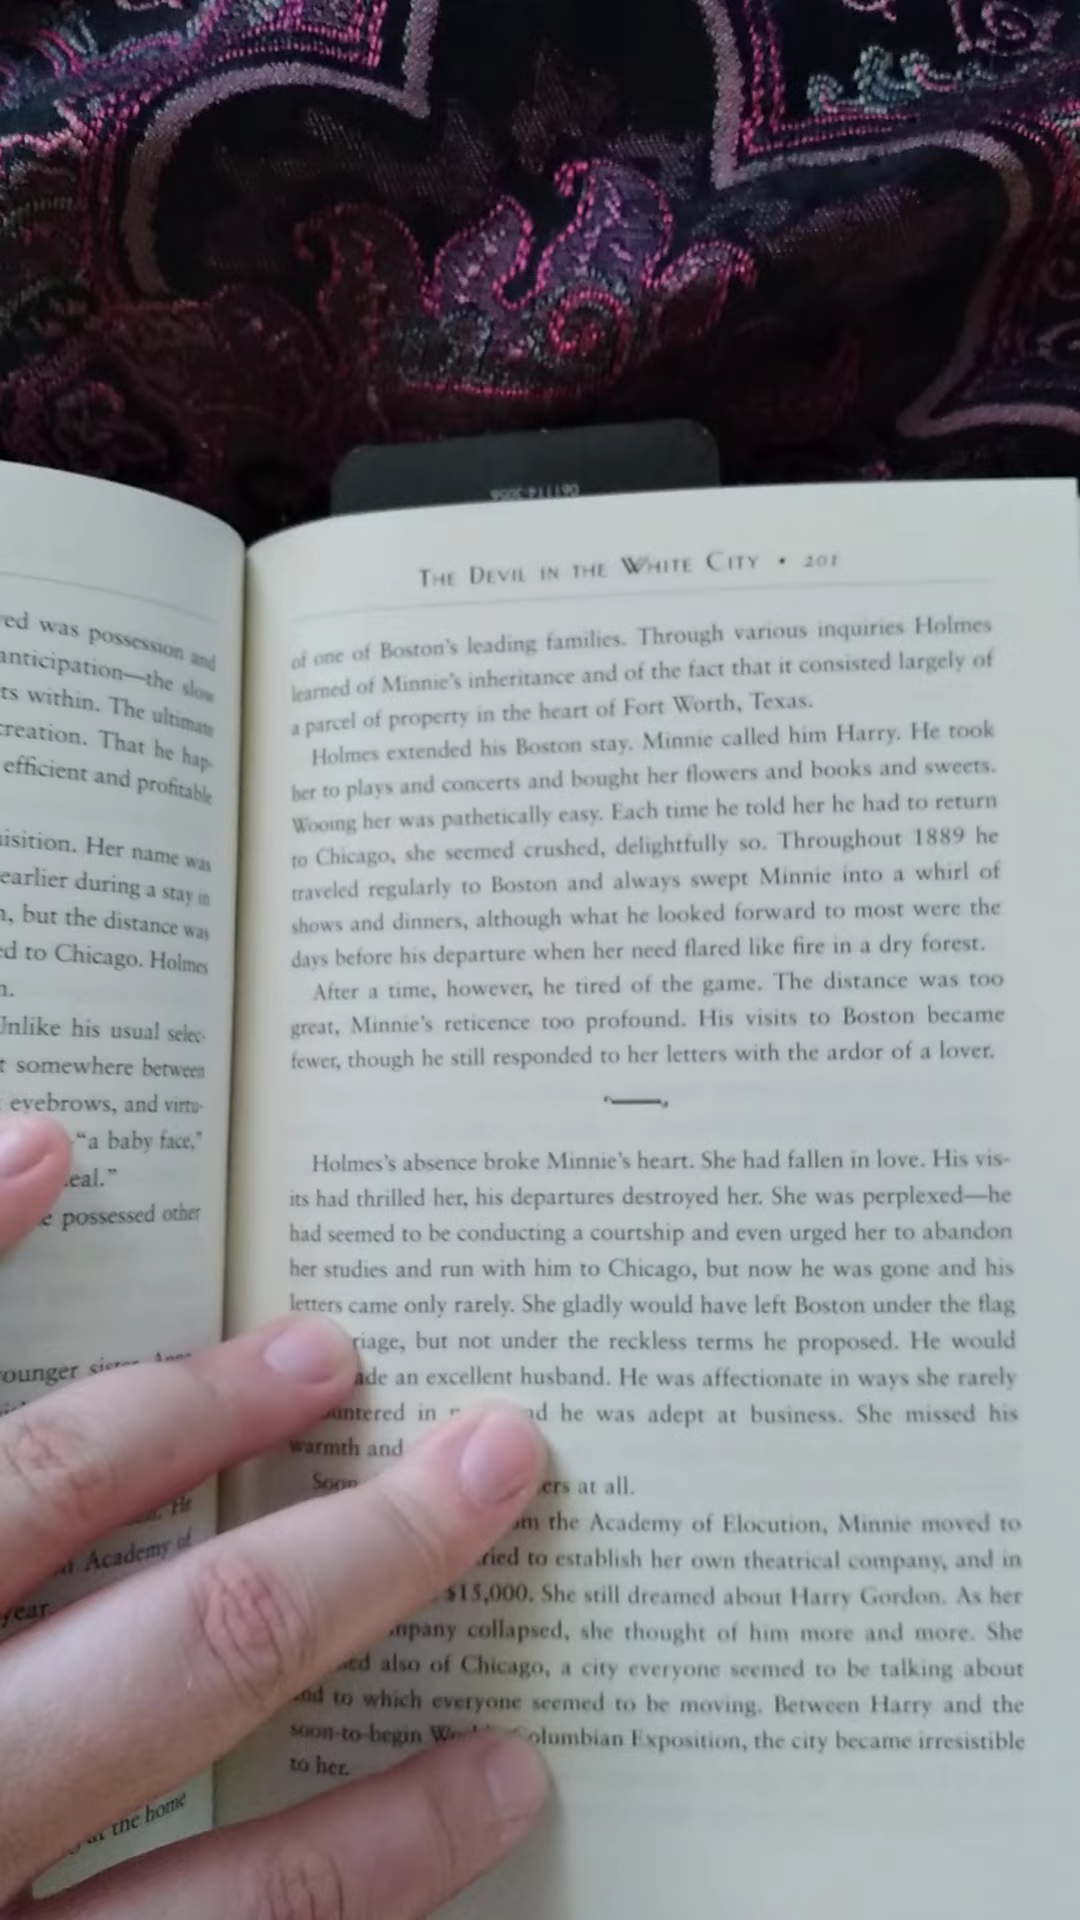 ved was possession and
anticipation—the slow
ts within. The ultimate
creation. That he hap-
efficient and profitable
uisition. Her name was
earlier during a stay in
, but the distance was
ed to Chicago. Holmes
Unlike his usual selec-
t somewhere between
eyebrows, and virtu-
"a baby face,"
eal."
e possessed other
ounger sister
He
Academy of
year
the home
061114-3006
THE DEVIL IN THE WHITE CITY • 201
of one of Boston's leading families. Through various inquiries Holmes
learned of Minnie's inheritance and of the fact that it consisted largely of
a parcel of property in the heart of Fort Worth, Texas.
Holmes extended his Boston stay. Minnie called him Harry. He took
her to plays and concerts and bought her flowers and books and sweets.
Wooing her was pathetically easy. Each time he told her he had to return
to Chicago, she seemed crushed, delightfully so. Throughout 1889 he
traveled regularly to Boston and always swept Minnie into a whirl of
shows and dinners, although what he looked forward to most were the
days before his departure when her need flared like fire in a dry forest.
After a time, however, he tired of the game. The distance was too
great, Minnie's reticence too profound. His visits to Boston became
fewer, though he still responded to her letters with the ardor of a lover.
Holmes's absence broke Minnie's heart. She had fallen in love. His vis-
its had thrilled her, his departures destroyed her. She was perplexed—he
had seemed to be conducting a courtship and even urged her to abandon
her studies and run with him to Chicago, but now he was gone and his
letters came only rarely. She gladly would have left Boston under the flag
riage, but not under the reckless terms he proposed. He would
ade an excellent husband. He was affectionate in ways she rarely
untered in nd he was adept at business. She missed his
warmth and
Soon ers at all.
om the Academy of Elocution, Minnie moved to
ried to establish her own theatrical company, and in
$15,000. She still dreamed about Harry Gordon. As her
mpany collapsed, she thought of him more and more. She
ed also of Chicago, a city everyone seemed to be talking about
and to which everyone seemed to be moving. Between Harry and the
soon-to-begin Columbian Exposition, the city became irresistible
to her.